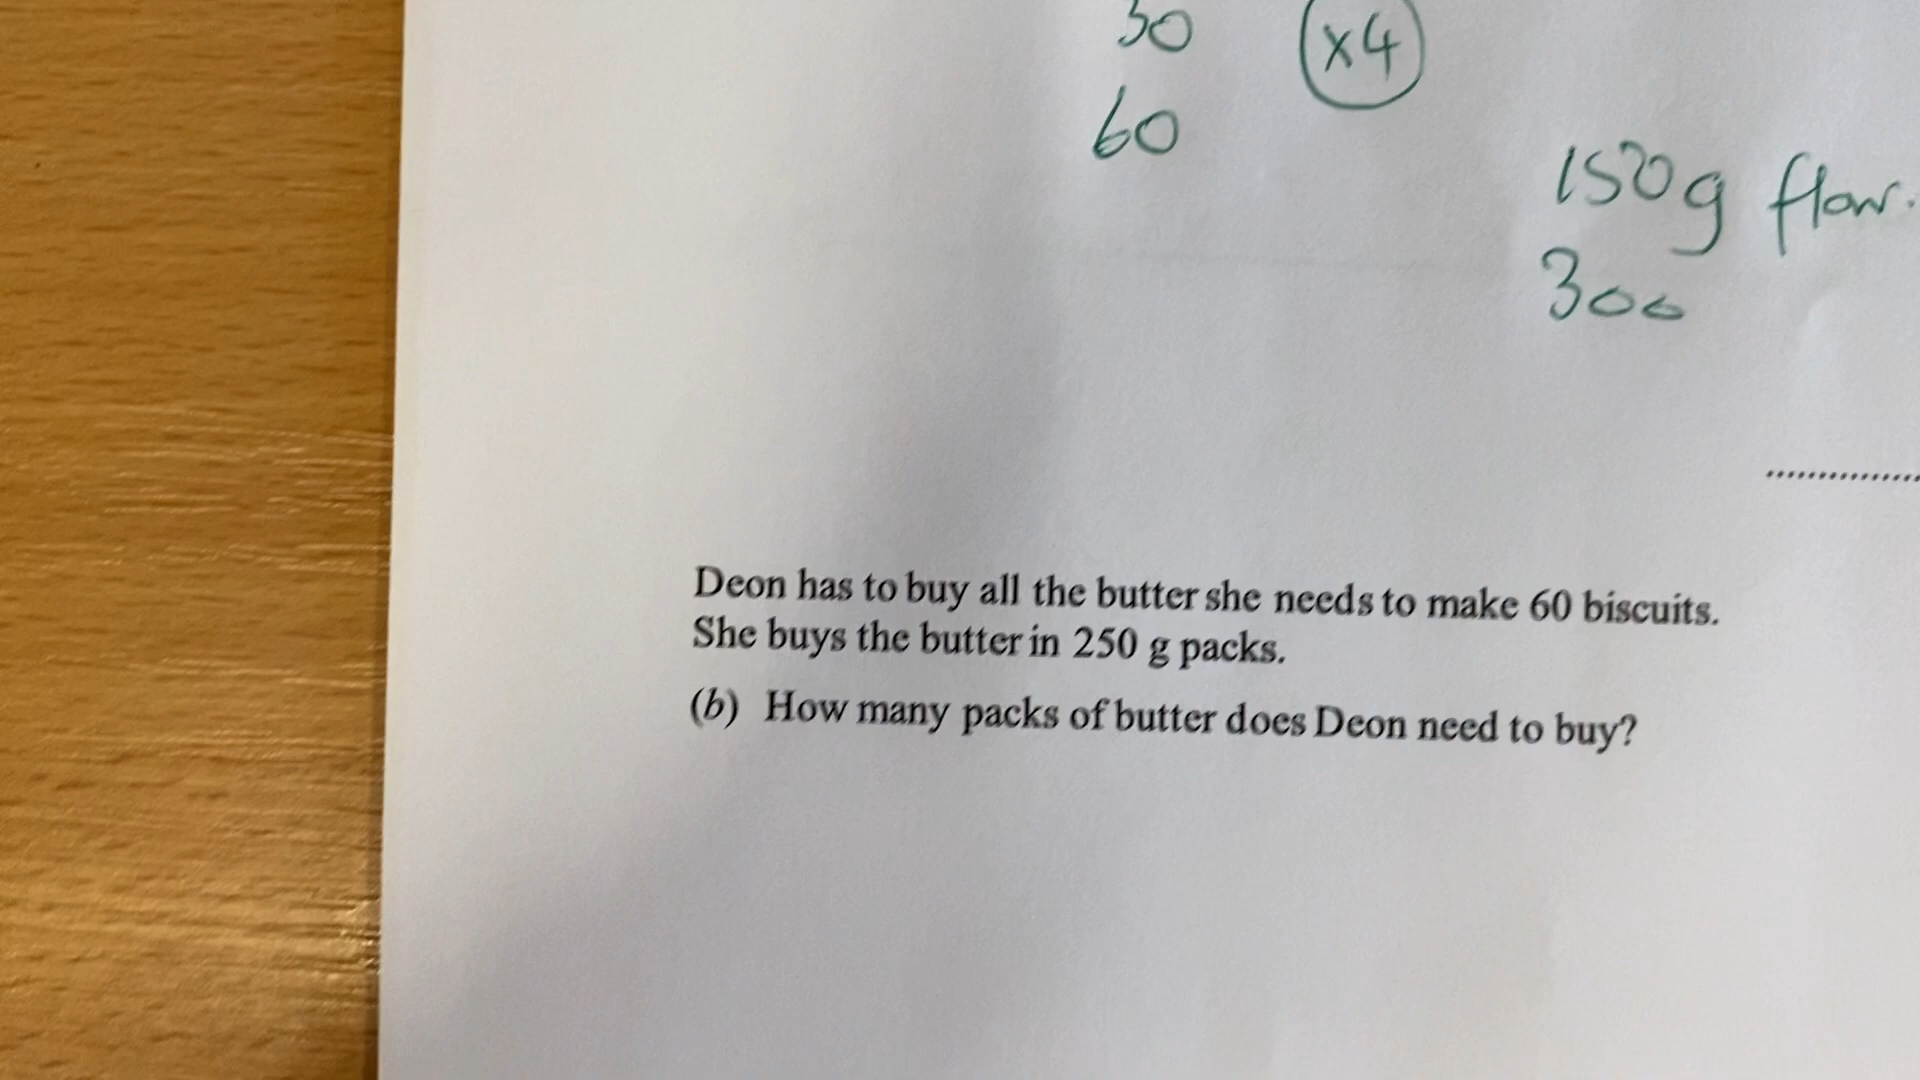 30 x4
60
150g flour.
300
Deon has to buy all the butter she needs to make 60 biscuits.
She buys the butter in 250 g packs.
(b) How many packs of butter does Deon need to buy?